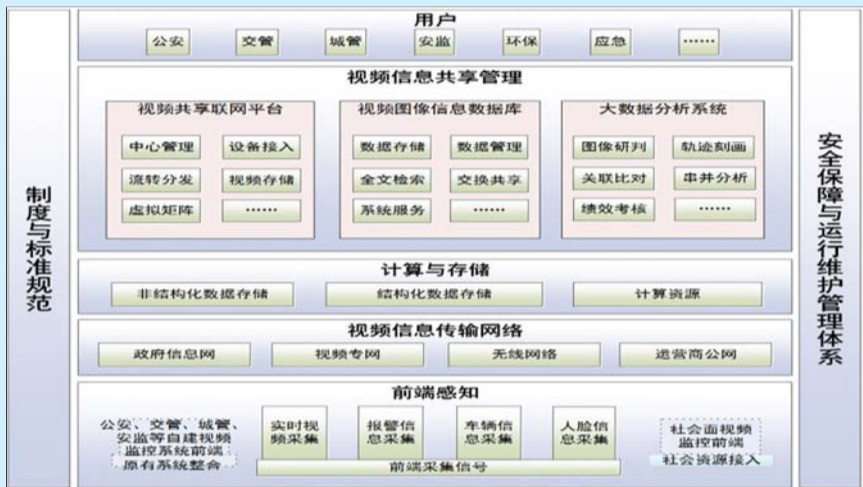 用户
公安 交管 城管 安监 环保 应急 ……
视频信息共享管理
视频共享联网平台 视频图像信息数据库 大数据分析系统
中心管理 设备接入 数据存储 数据管理 图像研判 轨迹刻画
流转分发 视频存储 全文检索 交换共享 关联比对 串并分析
虚拟矩阵 …… 系统服务 …… 绩效考核 ……
计算与存储
非结构化数据存储 结构化数据存储 计算资源
视频信息传输网络
政府信息网 视频专网 无线网络 运营商公网
前端感知
公安、交管、城管、
安监等自建视频
监控系统前端
原有系统整合
实时视
频采集
报警信
息采集
车辆信
息采集
人脸信
息采集
前端采集信号
社会面视频
监控前端
社会资源接入
制度与标准规范
安全保障与运行维护管理体系